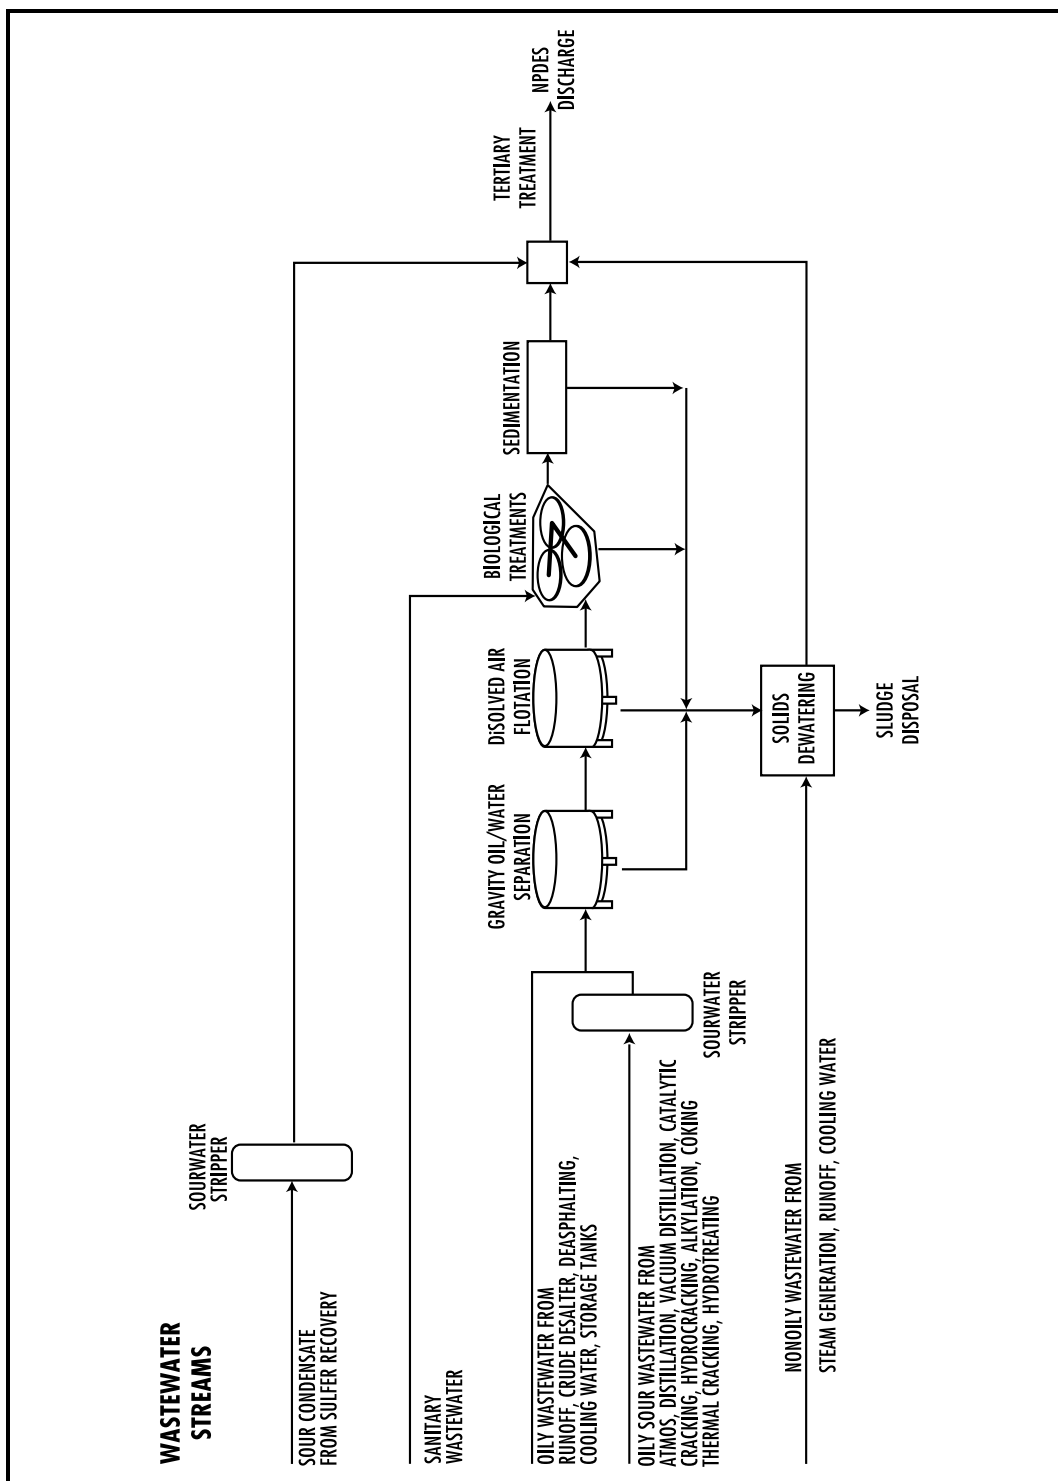 WASTEWATER
STREAMS
SOUR CONDENSATE
FROM SULFER RECOVERY
SOURWATER
STRIPPER
SANITARY
WASTEWATER
OILY WASTEWATER FROM
RUNOFF, CRUDE DESALTER, DEASPHALTING,
COOLING WATER, STORAGE TANKS
OILY SOUR WASTEWATER FROM
ATMOS, DISTILLATION, VACUUM DISTILLATION, CATALYTIC
CRACKING, HYDROCRACKING, ALKYLATION, COKING
THERMAL CRACKING, HYDROTREATING
SOURWATER
STRIPPER
NONOILY WASTEWATER FROM
STEAM GENERATION, RUNOFF, COOLING WATER
GRAVITY OIL/WATER
SEPARATION
DiSOLVED AIR
FLOTATION
BIOLOGICAL
TREATMENTS
SEDIMENTATION
TERTIARY
TREATMENT
NPDES
DISCHARGE
SOLIDS
DEWATERING
SLUDGE
DISPOSAL